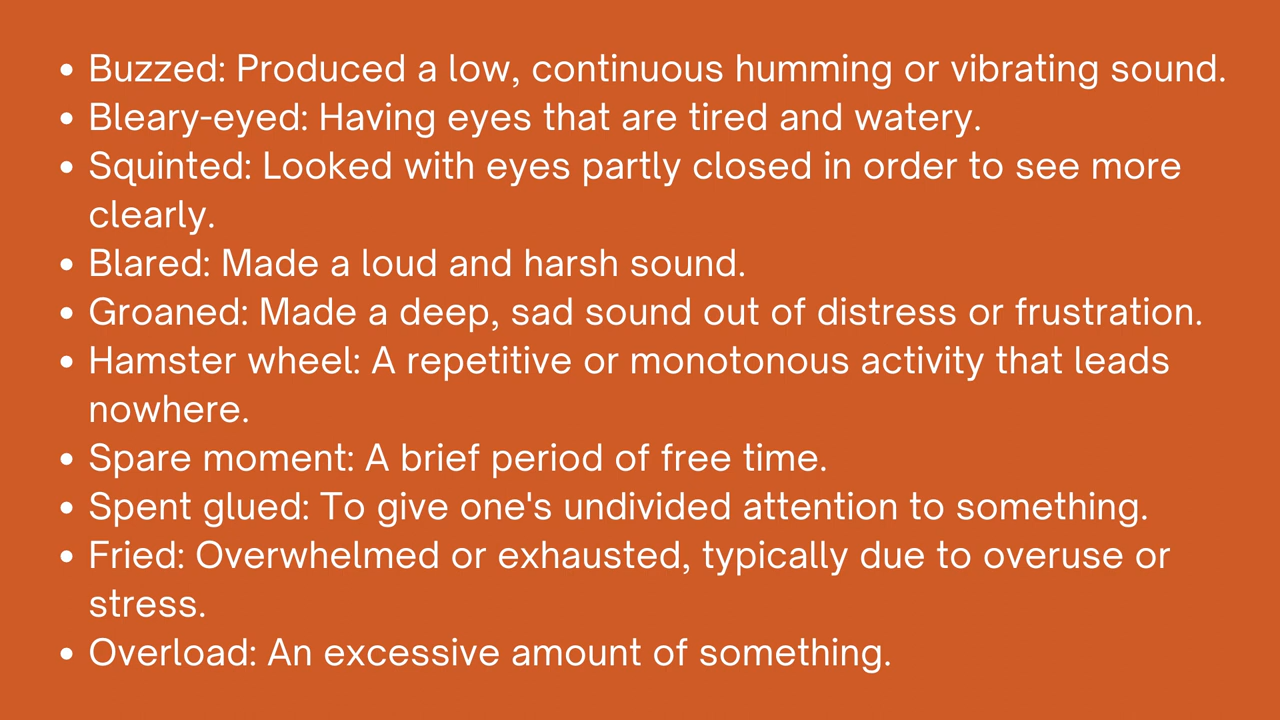 • Buzzed: Produced a low, continuous humming or vibrating sound.
• Bleary-eyed: Having eyes that are tired and watery.
• Squinted: Looked with eyes partly closed in order to see more
clearly.
• Blared: Made a loud and harsh sound.
• Groaned: Made a deep, sad sound out of distress or frustration.
• Hamster wheel: A repetitive or monotonous activity that leads
nowhere.
• Spare moment: A brief period of free time.
• Spent glued: To give one's undivided attention to something.
• Fried: Overwhelmed or exhausted, typically due to overuse or
stress.
• Overload: An excessive amount of something.